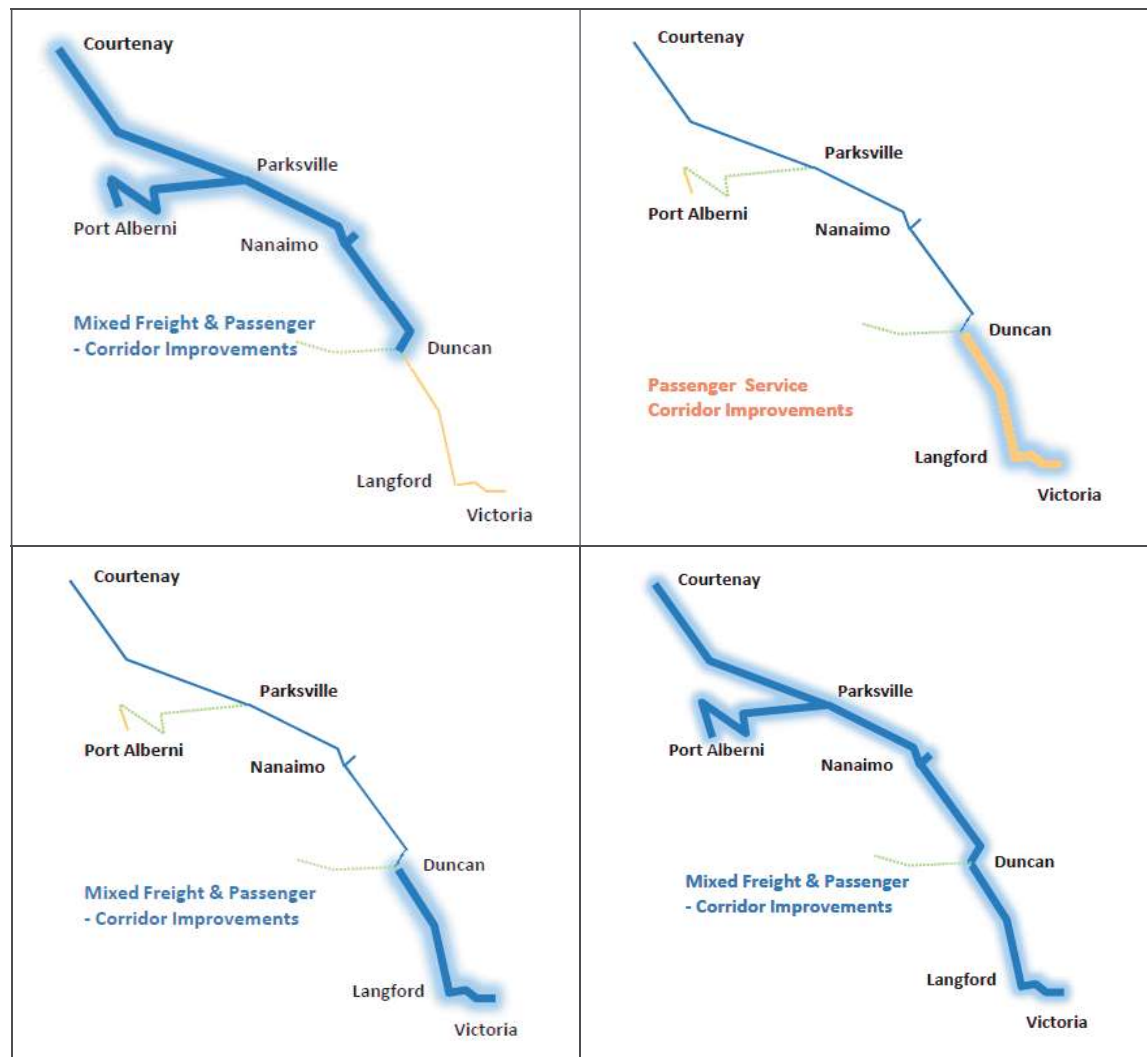 Courtenay
Parksville
Port Alberni
Nanaimo
Mixed Freight & Passenger
- Corridor Improvements
Duncan
Langford
Victoria
Courtenay
Parksville
Port Alberni
Nanaimo
Duncan
Passenger Service
Corridor Improvements
Langford
Victoria
Courtenay
Parksville
Port Alberni
Nanaimo
Duncan
Mixed Freight & Passenger
- Corridor Improvements
Langford
Victoria
Courtenay
Parksville
Port Alberni
Nanaimo
Duncan
Mixed Freight & Passenger
- Corridor Improvements
Langford
Victoria